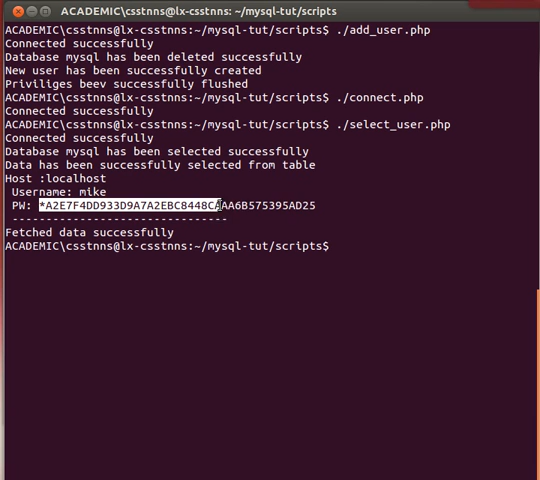 ACADEMIC\csstnns@lx-csstnns: ~/mysql-tut/scripts
ACADEMIC\csstnns@lx-csstnns:~/mysql-tut/scripts$ ./add_user.php
Connected successfully
Database mysql has been deleted successfully
New user has been successfully created
Priviliges beev successfully flushed
ACADEMIC\csstnns@lx-csstnns:~/mysql-tut/scripts$ ./connect.php
Connected successfully
ACADEMIC\csstnns@lx-csstnns:~/mysql-tut/scripts$ ./select_user.php
Connected successfully
Database mysql has been selected successfully
Data has been successfully selected from table
Host :localhost
Username: mike
PW: *A2E7F4DD933D9A7A2EBC8448CAAA6B575395AD25
--------------------------------
Fetched data successfully
ACADEMIC\csstnns@lx-csstnns:~/mysql-tut/scripts$